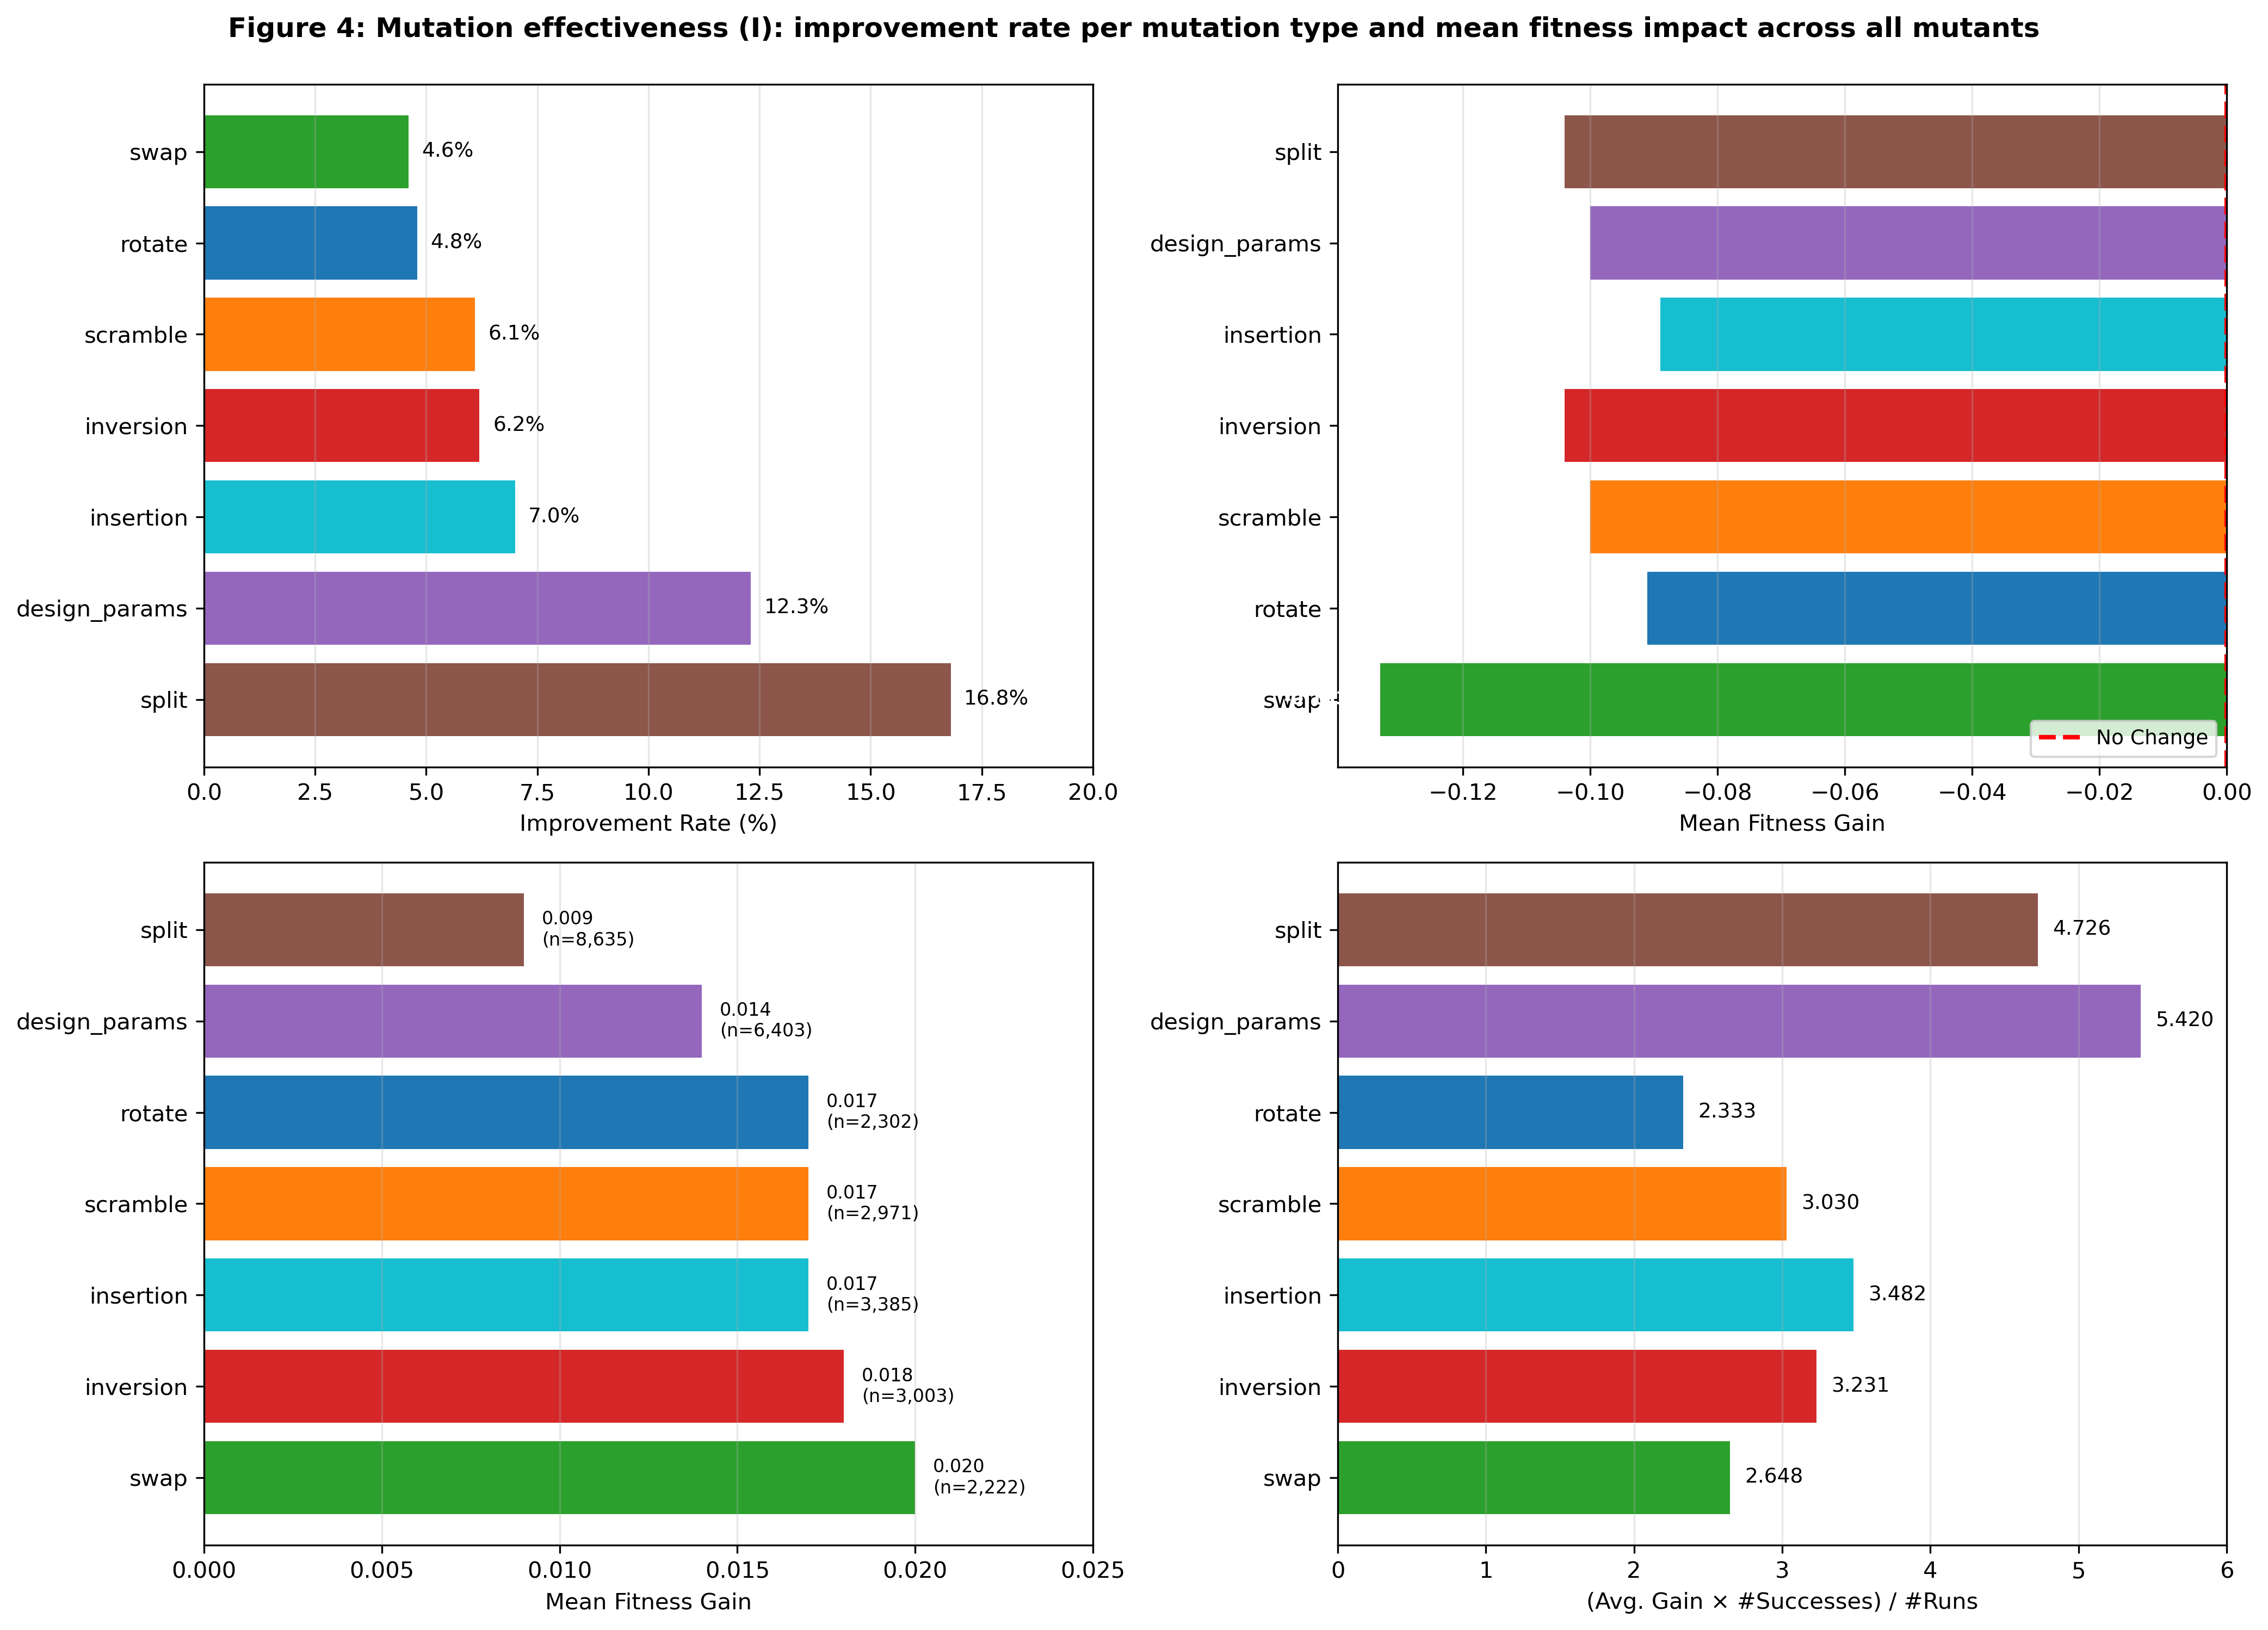 Figure 4: Mutation effectiveness (I): improvement rate per mutation type and mean fitness impact across all mutants
swap
4.6%
rotate
4.8%
scramble
6.1%
inversion
6.2%
insertion
7.0%
design_params
12.3%
split
16.8%
0.0 2.5 5.0 7.5 10.0 12.5 15.0 17.5 20.0
Improvement Rate (%)
split
design_params
insertion
inversion
scramble
rotate
swap
No Change
−0.12 −0.10 −0.08 −0.06 −0.04 −0.02 0.00
Mean Fitness Gain
split
0.009
(n=8,635)
design_params
0.014
(n=6,403)
rotate
0.017
(n=2,302)
scramble
0.017
(n=2,971)
insertion
0.017
(n=3,385)
inversion
0.018
(n=3,003)
swap
0.020
(n=2,222)
0.000 0.005 0.010 0.015 0.020 0.025
Mean Fitness Gain
split
4.726
design_params
5.420
rotate
2.333
scramble
3.030
insertion
3.482
inversion
3.231
swap
2.648
0 1 2 3 4 5 6
(Avg. Gain × #Successes) / #Runs